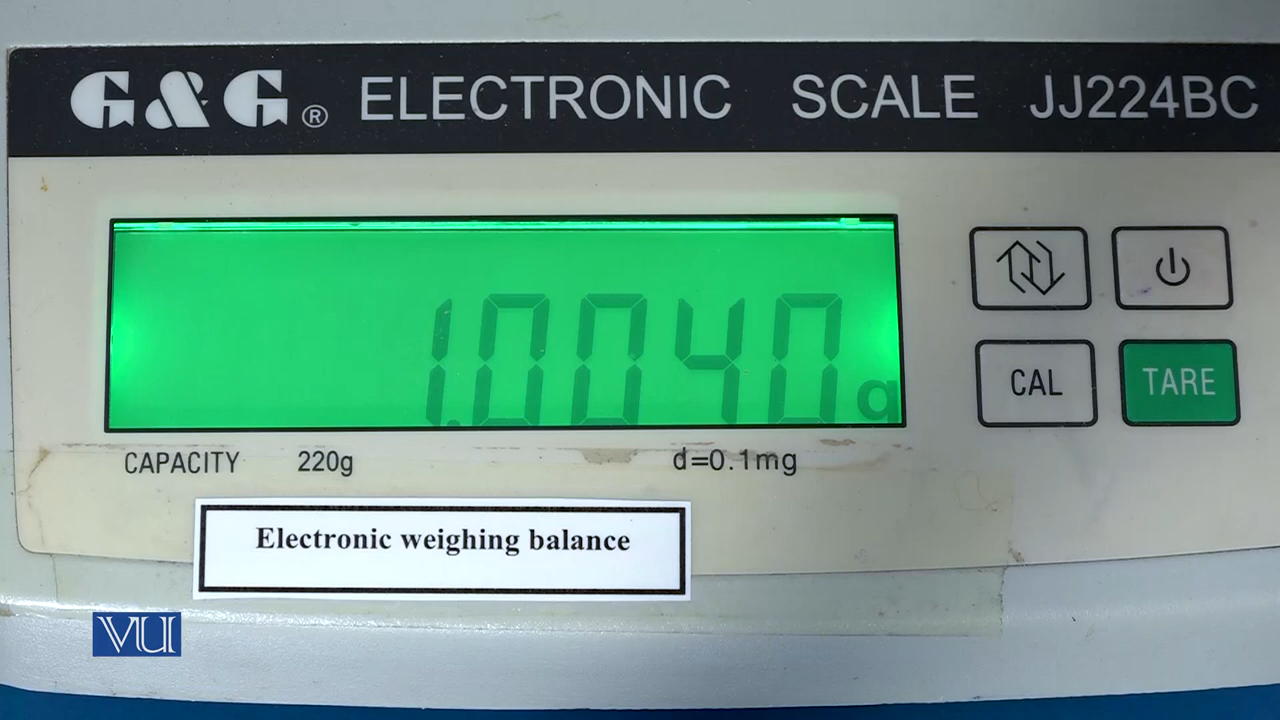 G&G® ELECTRONIC SCALE JJ224BC
1.0040 g
CAL TARE
CAPACITY 220g d=0.1mg
Electronic weighing balance
VU